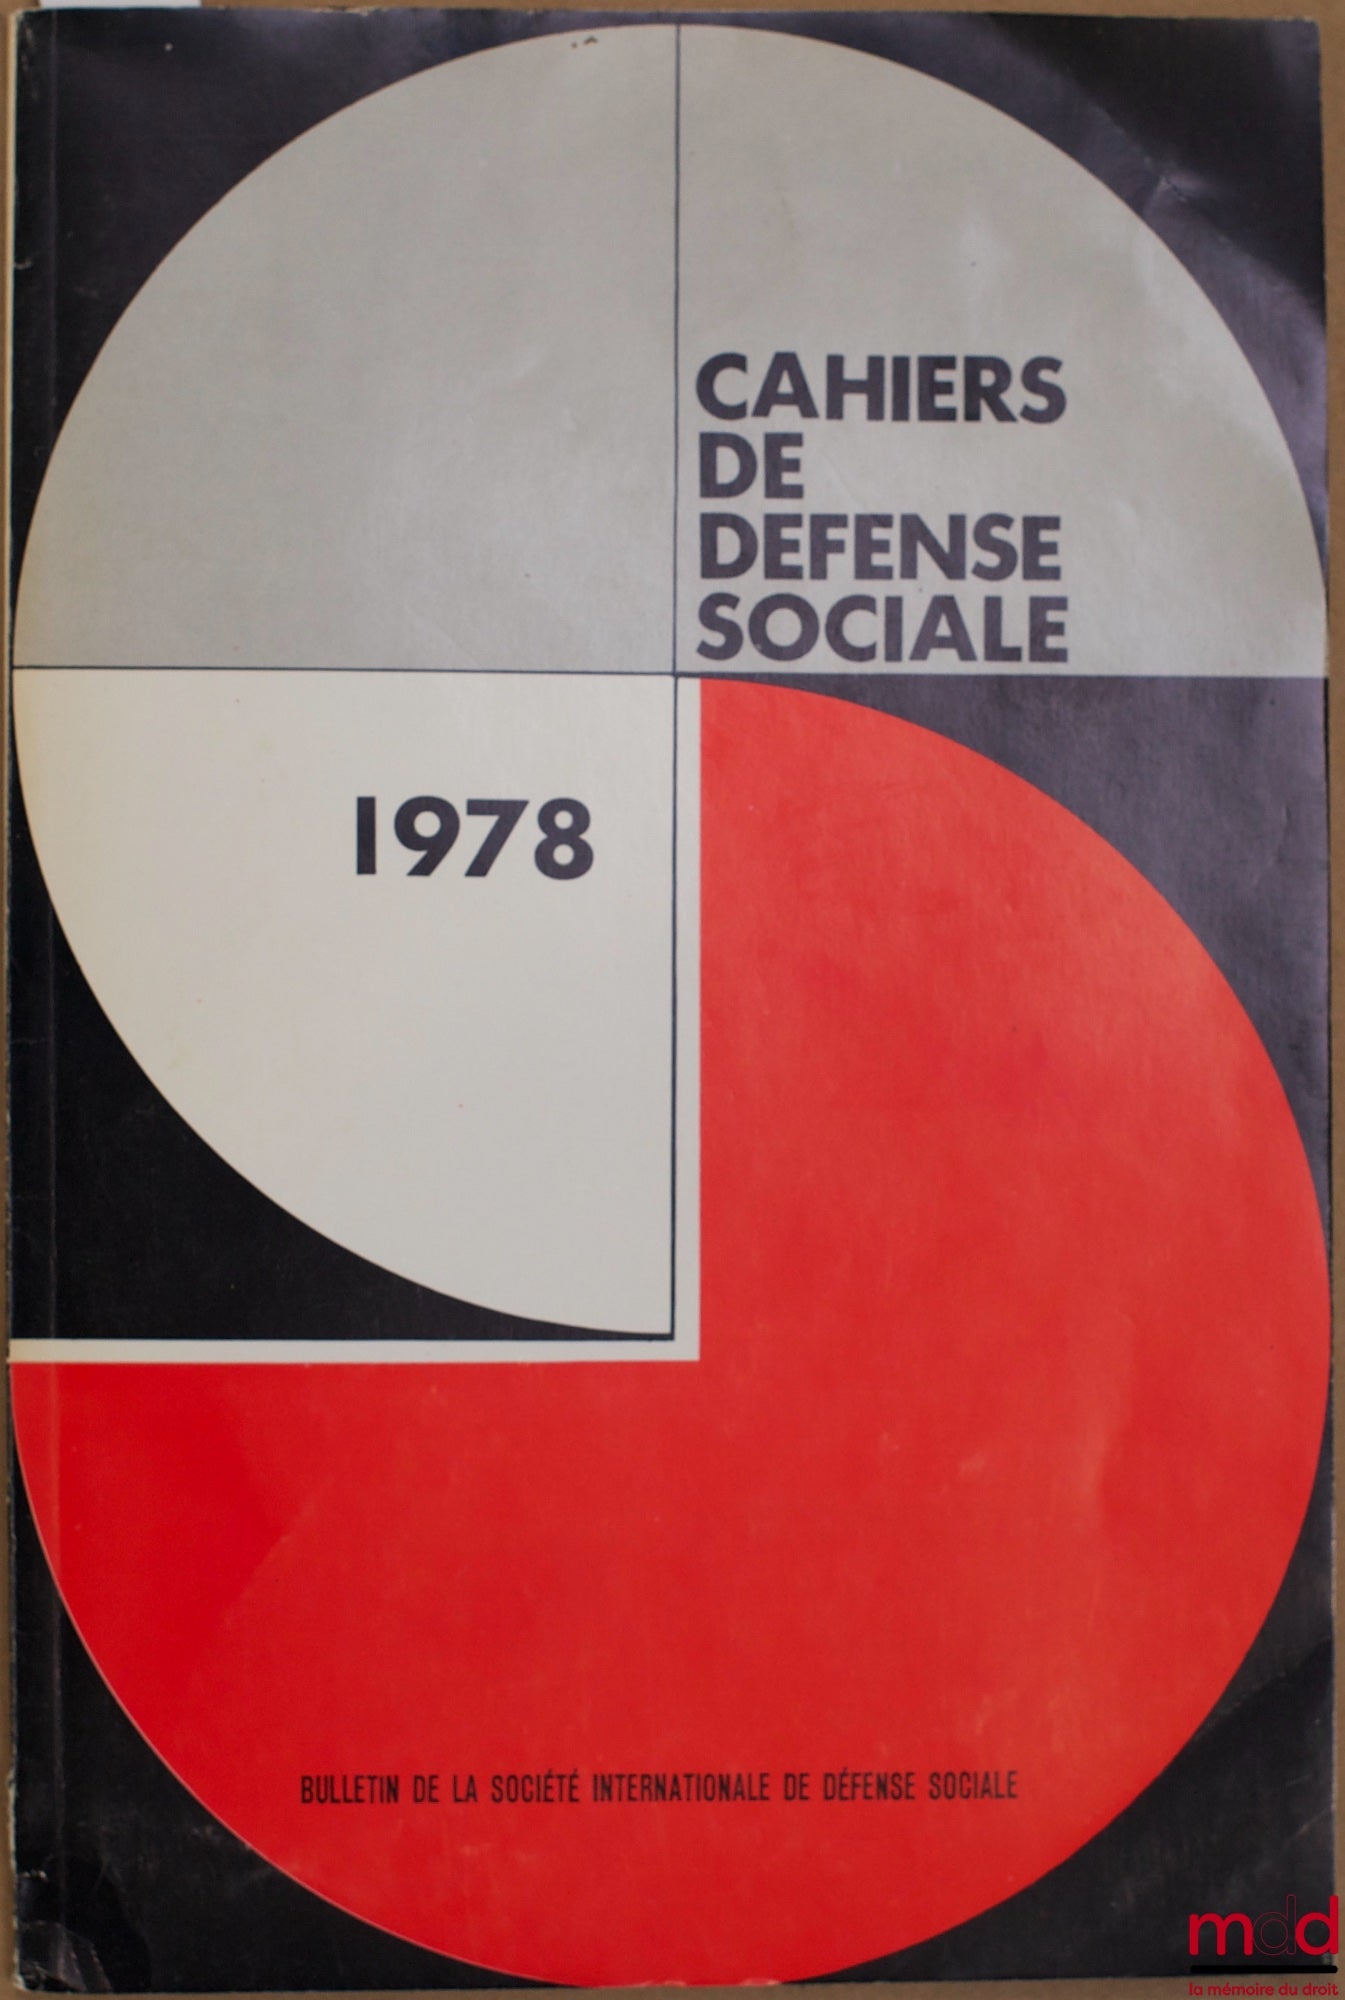 CAHIERS
DE
DEFENSE
SOCIALE
1978
BULLETIN DE LA SOCIÉTÉ INTERNATIONALE DE DÉFENSE SOCIALE
mdd
la mémoire du droit